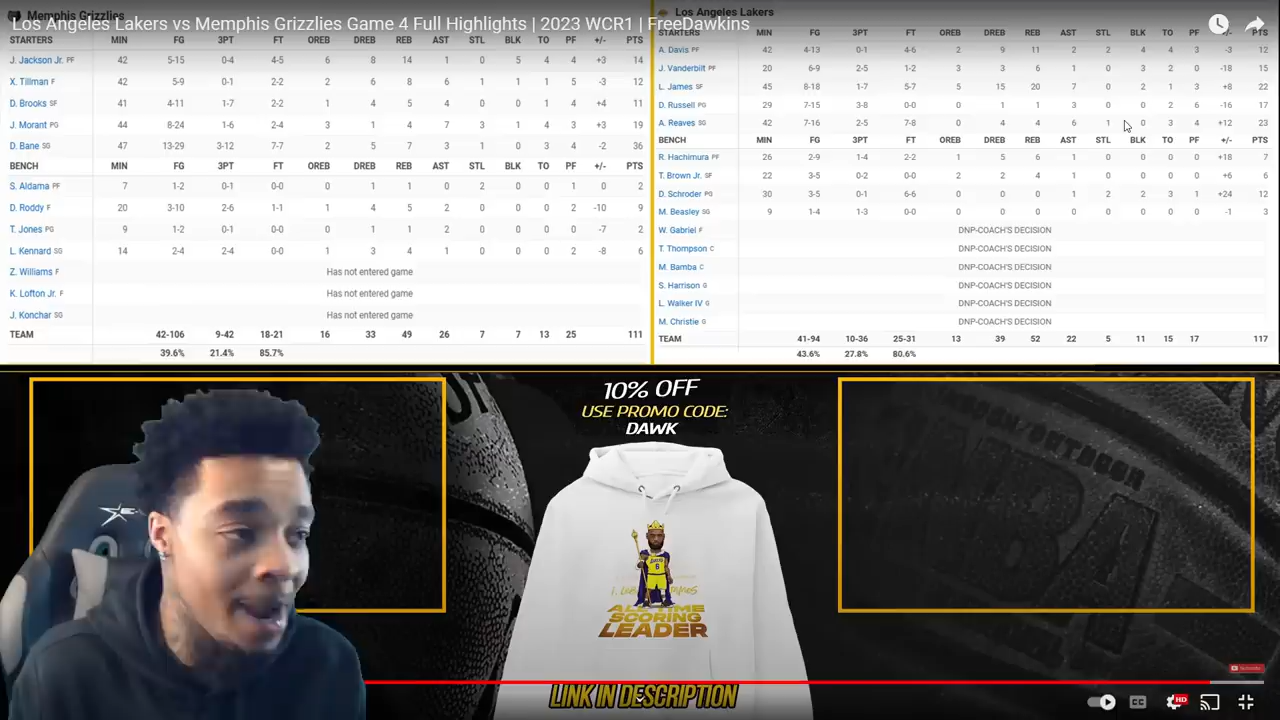 Memphis Grizzlies
Los Angeles Lakers vs Memphis Grizzlies Game 4 Full Highlights | 2023 WCR1 | FreeDawkins
STARTERS MIN FG 3PT FT OREB DREB REB AST STL BLK TO PF +/- PTS
J. Jackson Jr. PF 42 5-15 0-4 4-5 6 8 14 1 0 5 4 4 +3 14
X. Tillman F 42 5-9 0-1 2-2 2 6 8 6 1 1 1 3 -5 12
D. Brooks SF 41 4-11 1-7 2-2 1 4 5 4 0 0 1 4 +4 11
J. Morant PG 44 8-24 1-6 2-4 3 1 4 7 3 1 4 3 +3 19
D. Bane SG 47 13-29 3-12 7-7 2 5 7 3 1 0 3 4 -2 36
BENCH MIN FG 3PT FT OREB DREB REB AST STL BLK TO PF +/- PTS
S. Aldama PF 7 1-2 0-1 0-0 0 1 1 0 2 0 0 1 0 2
D. Roddy F 20 3-10 2-6 1-1 1 4 5 2 0 0 0 2 -10 9
T. Jones PG 9 1-2 0-1 0-0 0 1 1 2 0 0 0 0 -7 2
L. Kennard SG 14 2-4 2-4 0-0 1 3 4 1 0 0 0 2 -8 6
Z. Williams F Has not entered game
K. Lofton Jr. F Has not entered game
J. Konchar SG Has not entered game
TEAM 42-106 9-42 18-21 16 33 49 26 7 7 13 25 111
39.6% 21.4% 85.7%
Los Angeles Lakers
STARTERS MIN FG 3PT FT OREB DREB REB AST STL BLK TO PF +/- PTS
A. Davis PF 42 4-13 0-1 4-6 2 9 11 2 2 4 4 3 -3 12
J. Vanderbilt PF 20 6-9 2-5 1-2 3 3 6 1 0 3 2 0 -18 15
L. James SF 45 8-18 1-7 5-7 5 15 20 7 0 2 1 3 +8 22
D. Russell PG 29 7-15 3-8 0-0 0 1 1 3 0 0 2 6 -16 17
A. Reaves SG 42 7-16 2-5 7-8 0 4 4 6 1 0 3 4 +12 23
BENCH MIN FG 3PT FT OREB DREB REB AST STL BLK TO PF +/- PTS
R. Hachimura PF 26 2-9 1-4 2-2 1 5 6 1 0 0 0 0 +18 7
T. Brown Jr. SF 22 3-5 0-2 0-0 2 2 4 1 0 0 0 0 +6 6
D. Schroder PG 30 3-5 0-1 6-6 0 0 0 1 2 2 3 1 +24 12
M. Beasley SG 9 1-4 1-3 0-0 0 0 0 0 0 0 0 0 -1 3
W. Gabriel F DNP-COACH'S DECISION
T. Thompson C DNP-COACH'S DECISION
M. Bamba C DNP-COACH'S DECISION
S. Harrison G DNP-COACH'S DECISION
L. Walker IV G DNP-COACH'S DECISION
M. Christie G DNP-COACH'S DECISION
TEAM 41-94 10-36 25-31 13 39 52 22 5 11 15 17 117
43.6% 27.8% 80.6%
10% OFF
USE PROMO CODE:
DAWK
Lakers
6
ALL TIME
SCORING
LEADER
LINK IN DESCRIPTION
CC
HD